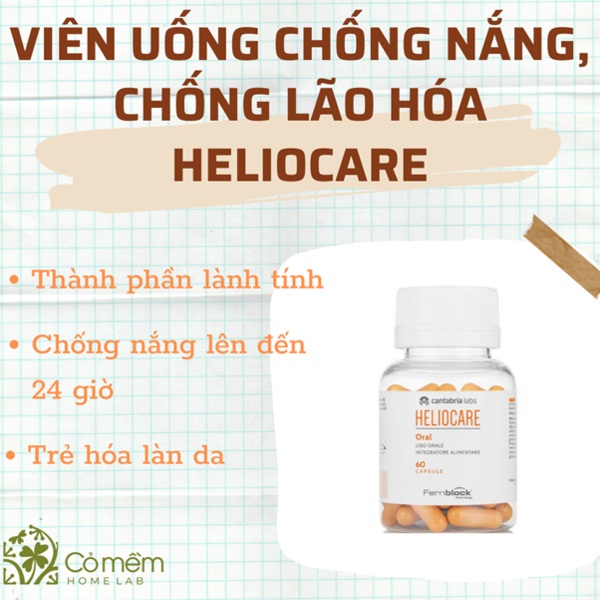 VIÊN UỐNG CHỐNG NẮNG,
CHỐNG LÃO HÓA
HELIOCARE
• Thành phần lành tính
• Chống nắng lên đến
24 giờ
• Trẻ hóa làn da
cantabria labs
HELIOCARE
Oral
USO ORALE
INTEGRATORE ALIMENTARE
60
CAPSULE
Fernblock
Technology
Cỏ mềm
HOME LAB